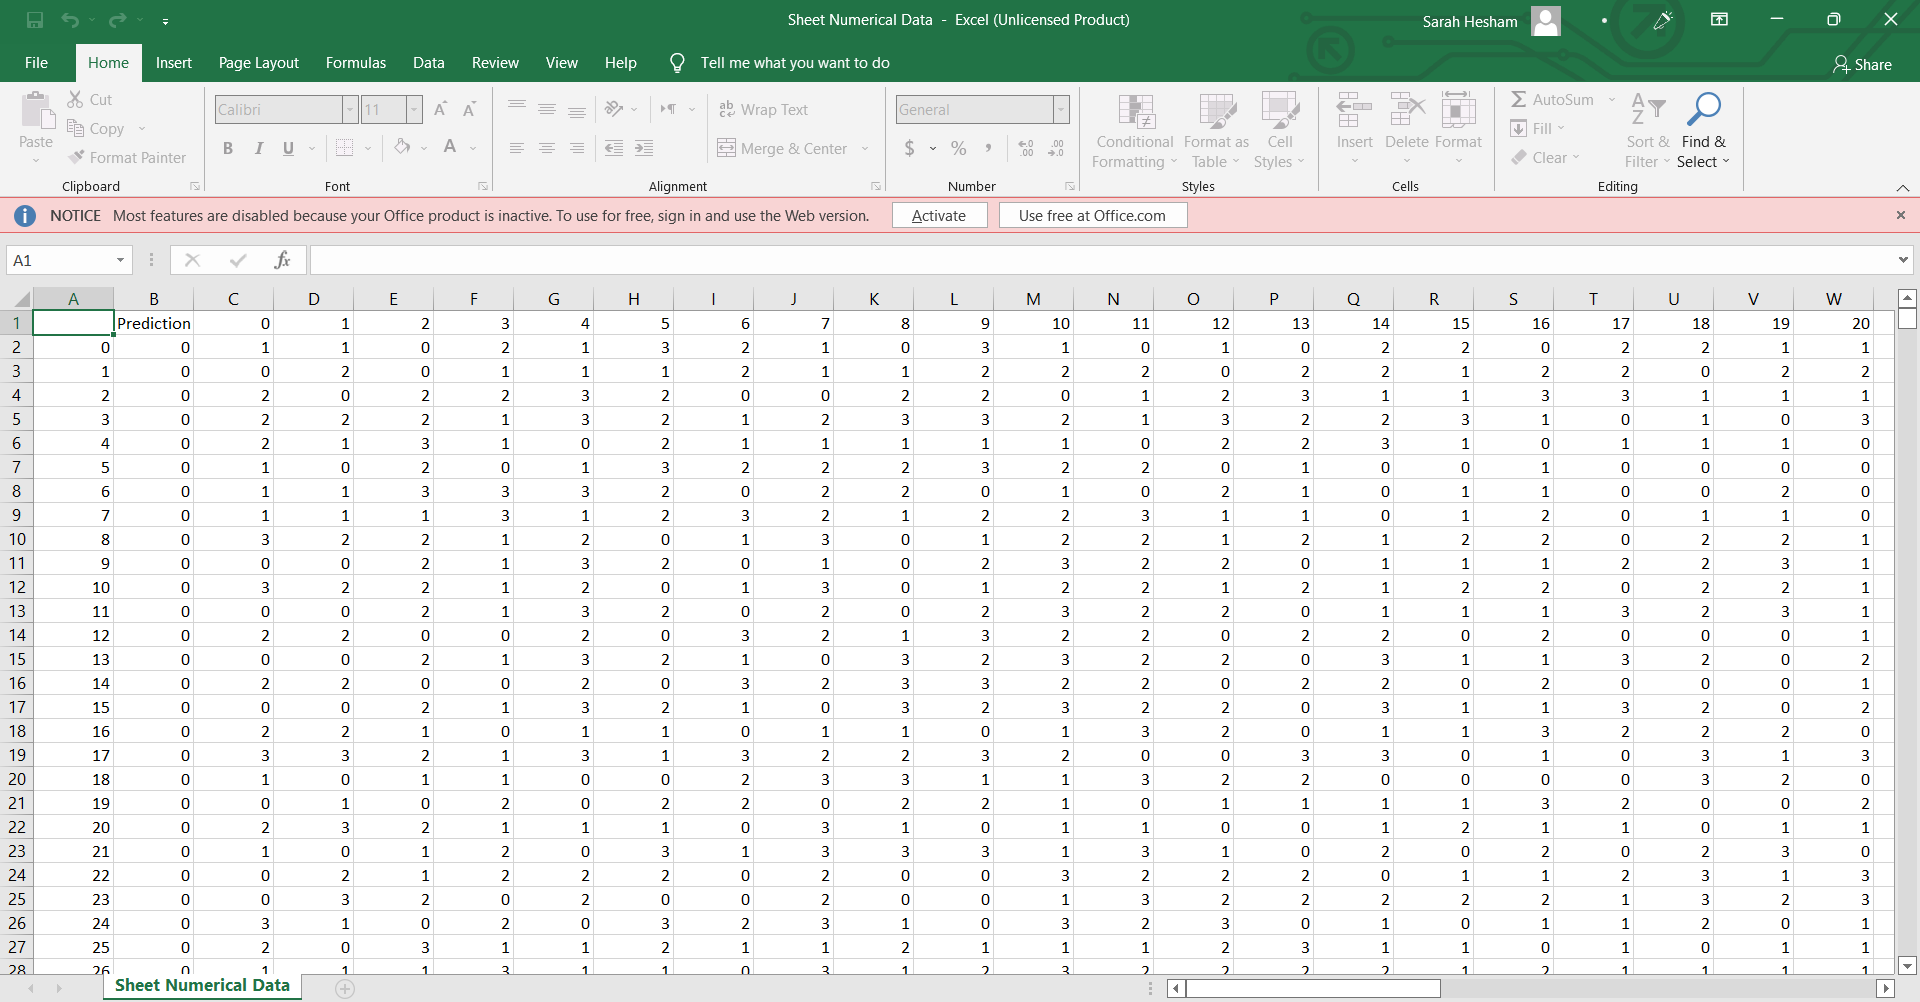 Sheet Numerical Data - Excel (Unlicensed Product)
Sarah Hesham
File Home Insert Page Layout Formulas Data Review View Help Tell me what you want to do Share
Paste Cut Copy Format Painter Clipboard
Calibri 11 B I U A Font
Wrap Text Merge & Center Alignment
General $ % , Number
Conditional Formatting Format as Table Cell Styles Styles
Insert Delete Format Cells
AutoSum Fill Clear Sort & Filter Find & Select Editing
NOTICE Most features are disabled because your Office product is inactive. To use for free, sign in and use the Web version. Activate Use free at Office.com
A1 fx
A B C D E F G H I J K L M N O P Q R S T U V W
1 Prediction 0 1 2 3 4 5 6 7 8 9 10 11 12 13 14 15 16 17 18 19 20
2 0 0 1 1 0 2 1 3 2 1 0 3 1 0 1 0 2 2 0 2 2 1 1
3 1 0 0 2 0 1 1 1 2 1 1 2 2 2 0 2 2 1 2 2 0 2 2
4 2 0 2 0 2 2 3 2 0 0 2 2 0 1 2 3 1 1 3 3 1 1 1
5 3 0 2 2 2 1 3 2 1 2 3 3 2 1 3 2 2 3 1 0 1 0 3
6 4 0 2 1 3 1 0 2 1 1 1 1 1 0 2 2 3 1 0 1 1 1 0
7 5 0 1 0 2 0 1 3 2 2 2 3 2 2 0 1 0 0 1 0 0 0 0
8 6 0 1 1 3 3 3 2 0 2 2 0 1 0 2 1 0 1 1 0 0 2 0
9 7 0 1 1 1 3 1 2 3 2 1 2 2 3 1 1 0 1 2 0 1 1 0
10 8 0 3 2 2 1 2 0 1 3 0 1 2 2 1 2 1 2 2 0 2 2 1
11 9 0 0 0 2 1 3 2 0 1 0 2 3 2 2 0 1 1 1 2 2 3 1
12 10 0 3 2 2 1 2 0 1 3 0 1 2 2 1 2 1 2 2 0 2 2 1
13 11 0 0 0 2 1 3 2 0 2 0 2 3 2 2 0 1 1 1 3 2 3 1
14 12 0 2 2 0 0 2 0 3 2 1 3 2 2 0 2 2 0 2 0 0 0 1
15 13 0 0 0 2 1 3 2 1 0 3 2 3 2 2 0 3 1 1 3 2 0 2
16 14 0 2 2 0 0 2 0 3 2 3 3 2 2 0 2 2 0 2 0 0 0 1
17 15 0 0 0 2 1 3 2 1 0 3 2 3 2 2 0 3 1 1 3 2 0 2
18 16 0 2 2 1 0 1 1 0 1 1 0 1 3 2 0 1 1 3 2 2 2 0
19 17 0 3 3 2 1 3 1 3 2 2 3 2 0 0 3 3 0 1 0 3 1 3
20 18 0 1 0 1 1 0 0 2 3 3 1 1 3 2 2 0 0 0 0 3 2 0
21 19 0 0 1 0 2 0 2 2 0 2 2 1 0 1 1 1 1 3 2 0 0 2
22 20 0 2 3 2 1 1 1 0 3 1 0 1 1 0 0 1 2 1 1 0 1 1
23 21 0 1 0 1 2 0 3 1 3 3 3 1 3 1 0 2 0 2 0 2 3 0
24 22 0 0 2 1 2 2 2 0 2 0 0 3 2 2 2 0 1 1 2 3 1 3
25 23 0 0 3 2 0 2 0 0 2 0 0 1 3 2 2 2 2 2 1 3 2 3
26 24 0 3 1 0 2 0 3 2 3 1 0 3 2 3 0 1 0 1 1 2 0 1
27 25 0 2 0 3 1 1 2 1 1 2 1 1 1 2 3 1 1 0 1 0 1 1
28 26 0 1 1 1 3 1 1 0 3 1 2 3 2 2 2 2 1 2 1 1 1 1
Sheet Numerical Data